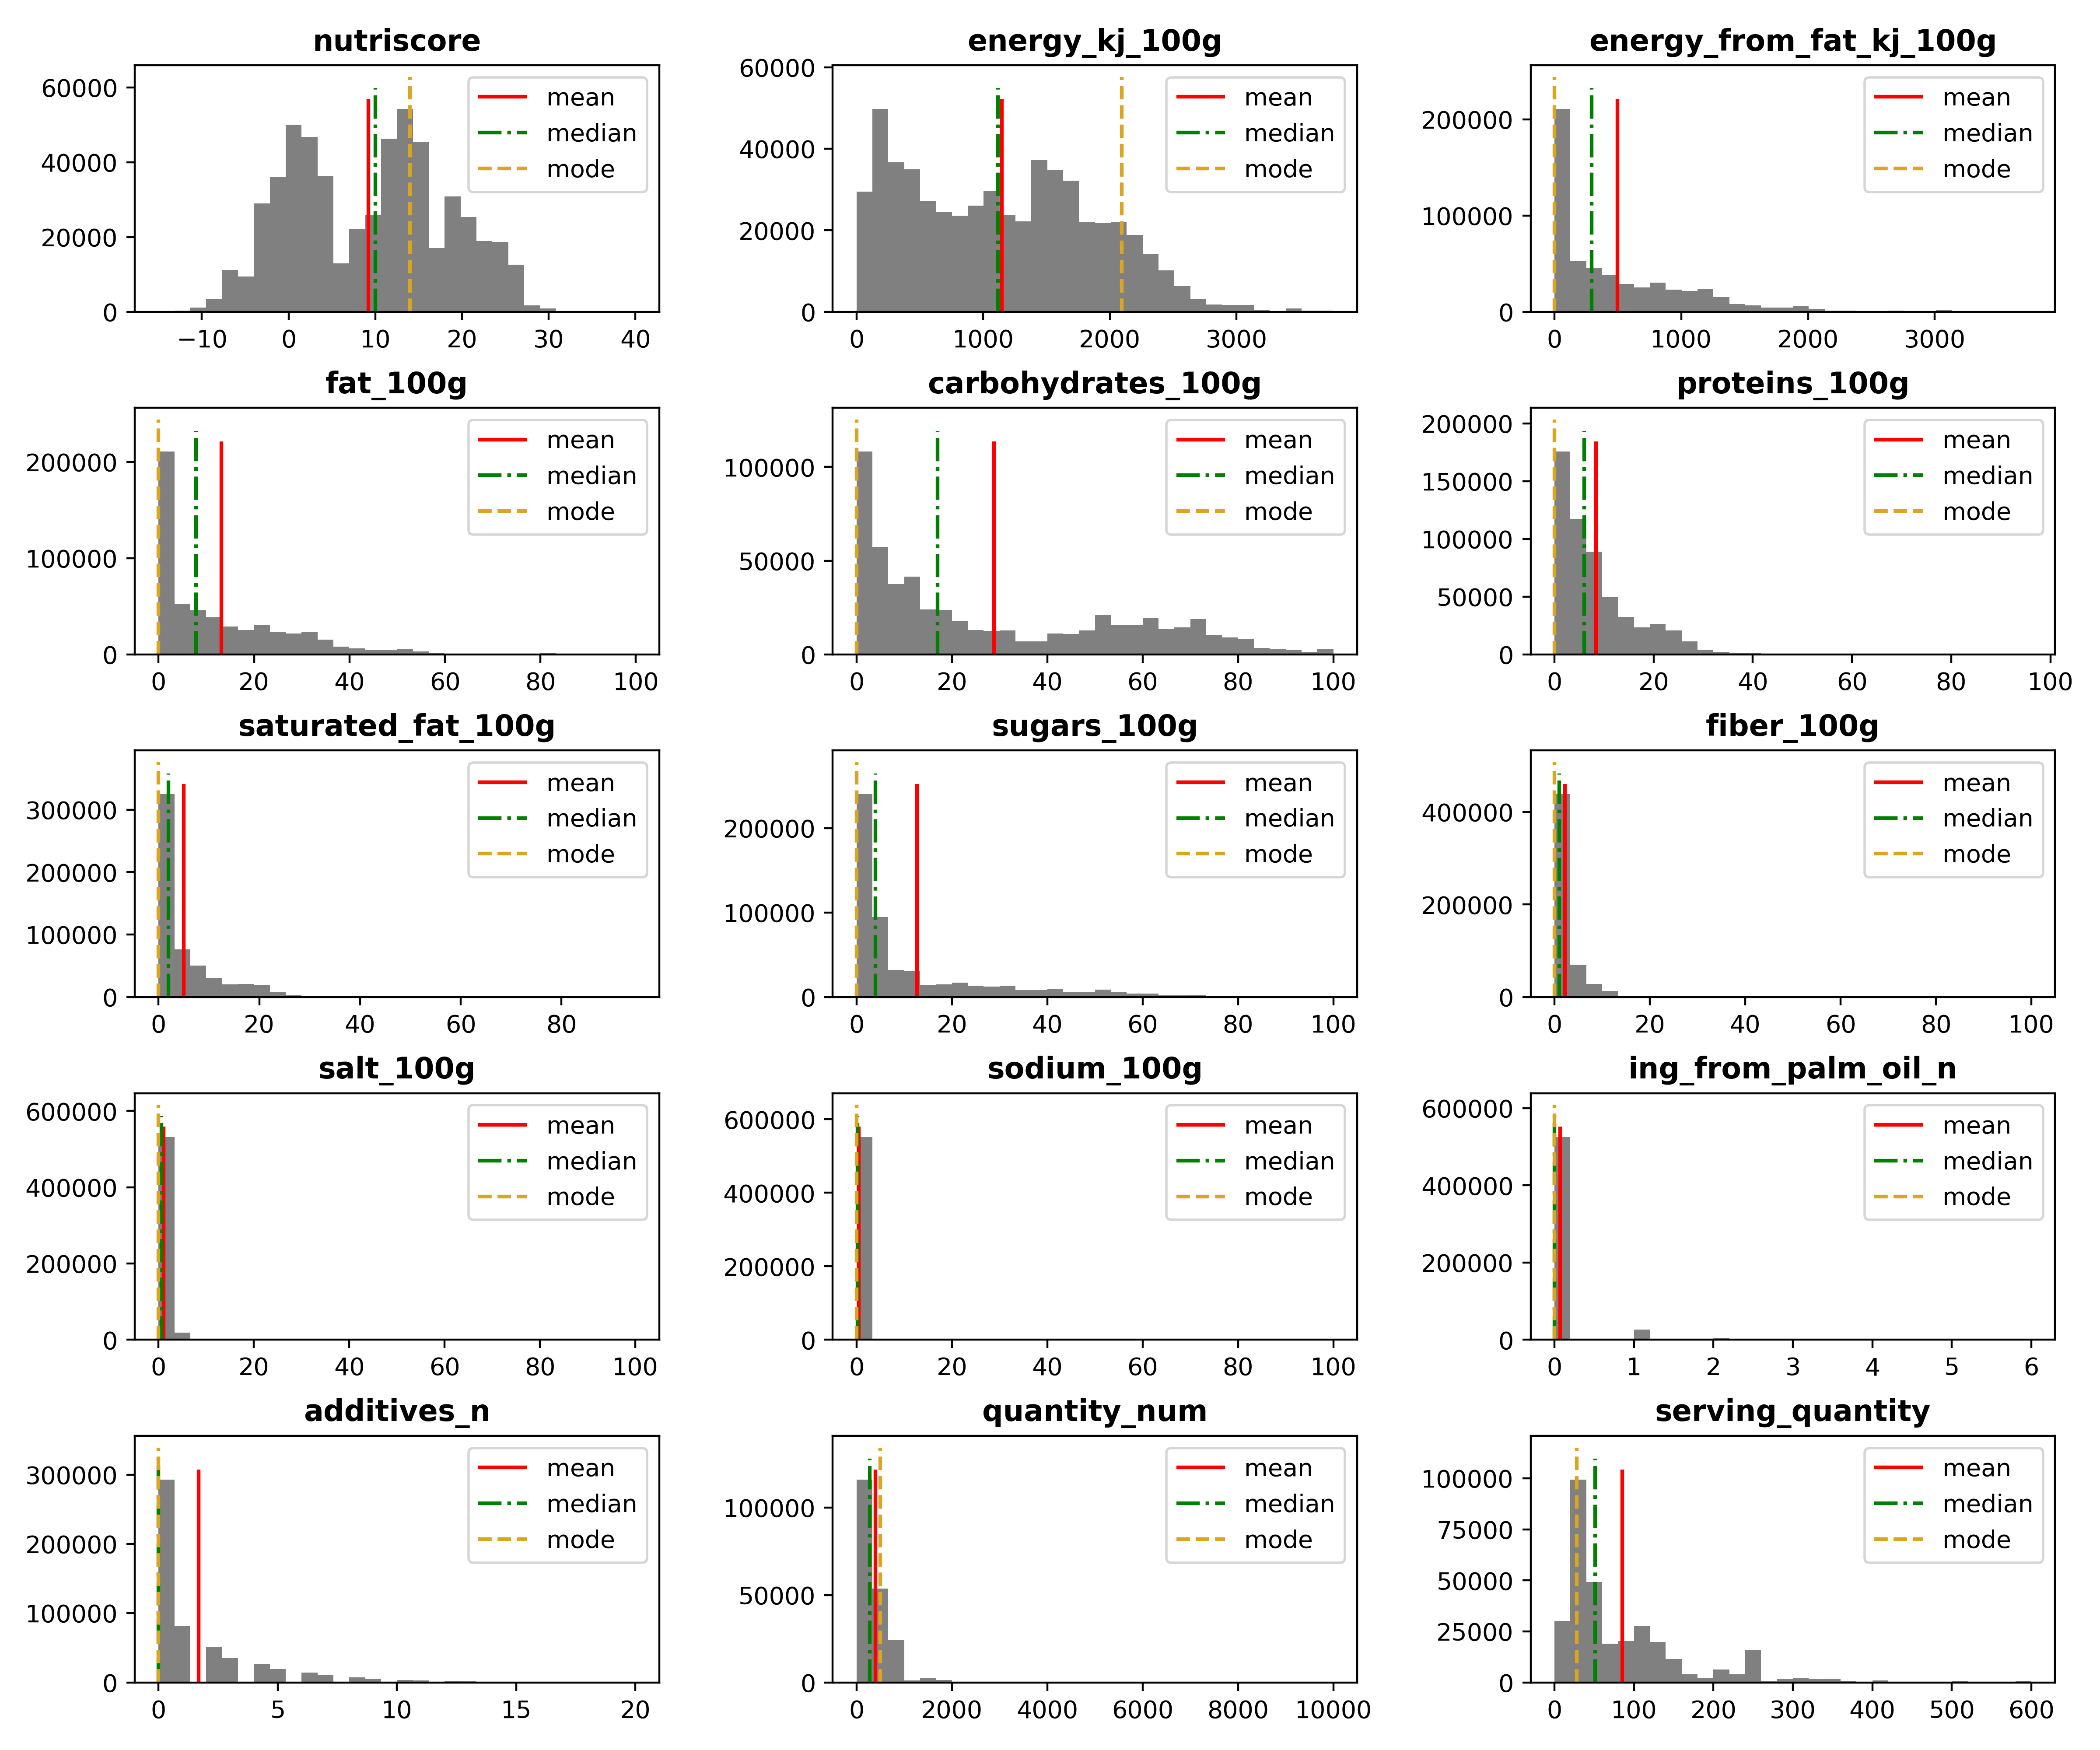 nutriscore
60000
40000
20000
0
−10 0 10 20 30 40
mean
median
mode
energy_kj_100g
60000
50000
40000
30000
20000
10000
0
0 1000 2000 3000
mean
median
mode
energy_from_fat_kj_100g
200000
100000
0
0 1000 2000 3000
mean
median
mode
fat_100g
200000
100000
0
0 20 40 60 80 100
mean
median
mode
carbohydrates_100g
100000
50000
0
0 20 40 60 80 100
mean
median
mode
proteins_100g
200000
150000
100000
50000
0
0 20 40 60 80 100
mean
median
mode
saturated_fat_100g
300000
200000
100000
0
0 20 40 60 80
mean
median
mode
sugars_100g
200000
100000
0
0 20 40 60 80 100
mean
median
mode
fiber_100g
400000
200000
0
0 20 40 60 80 100
mean
median
mode
salt_100g
600000
400000
200000
0
0 20 40 60 80 100
mean
median
mode
sodium_100g
600000
400000
200000
0
0 20 40 60 80 100
mean
median
mode
ing_from_palm_oil_n
600000
400000
200000
0
0 1 2 3 4 5 6
mean
median
mode
additives_n
300000
200000
100000
0
0 5 10 15 20
mean
median
mode
quantity_num
100000
50000
0
0 2000 4000 6000 8000 10000
mean
median
mode
serving_quantity
100000
75000
50000
25000
0
0 100 200 300 400 500 600
mean
median
mode